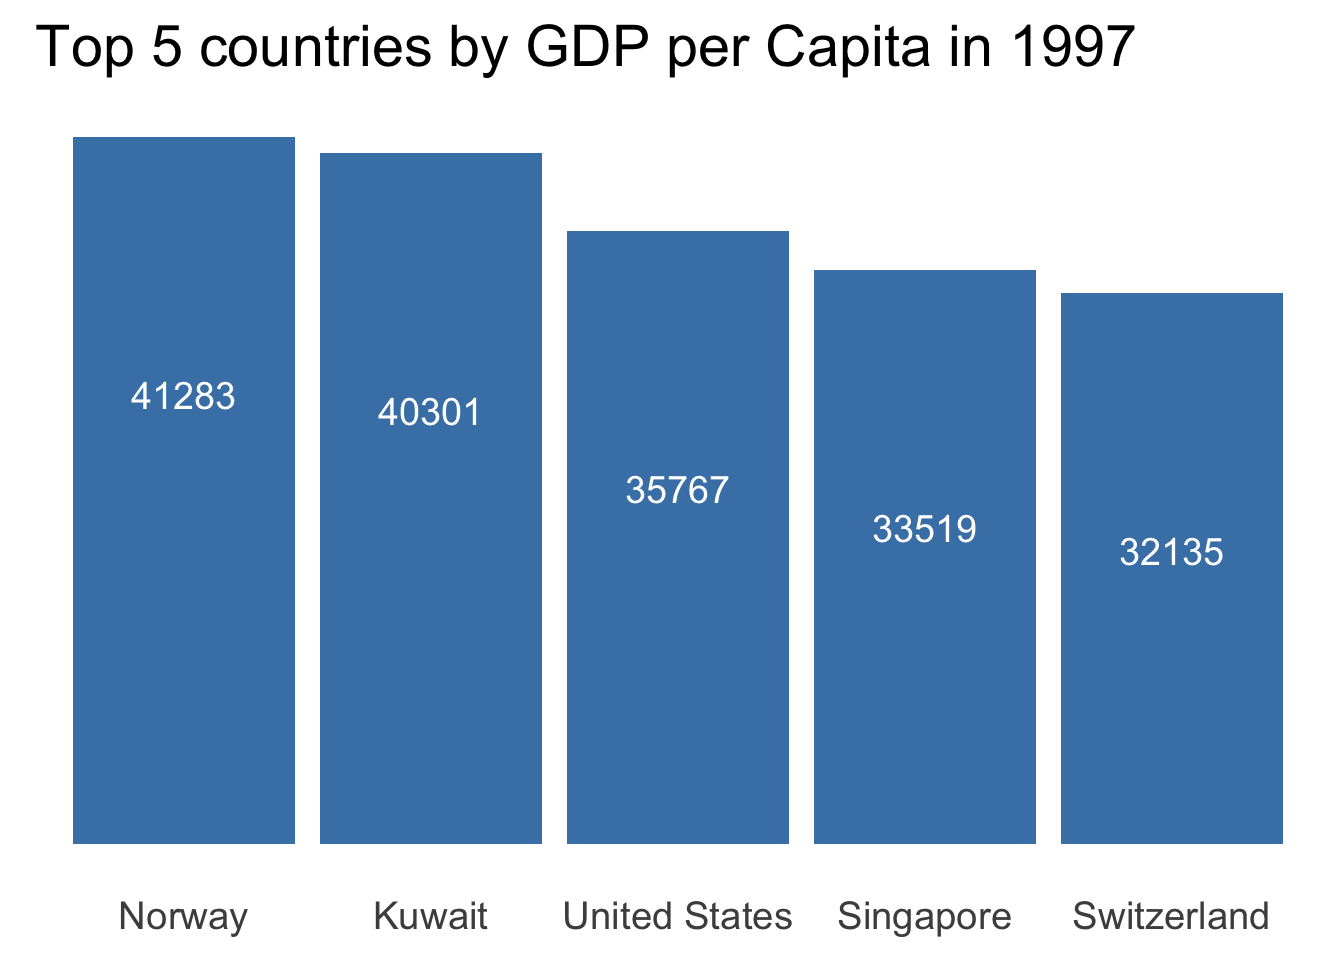 Top 5 countries by GDP per Capita in 1997
41283
40301
35767
33519
32135
Norway Kuwait United States Singapore Switzerland